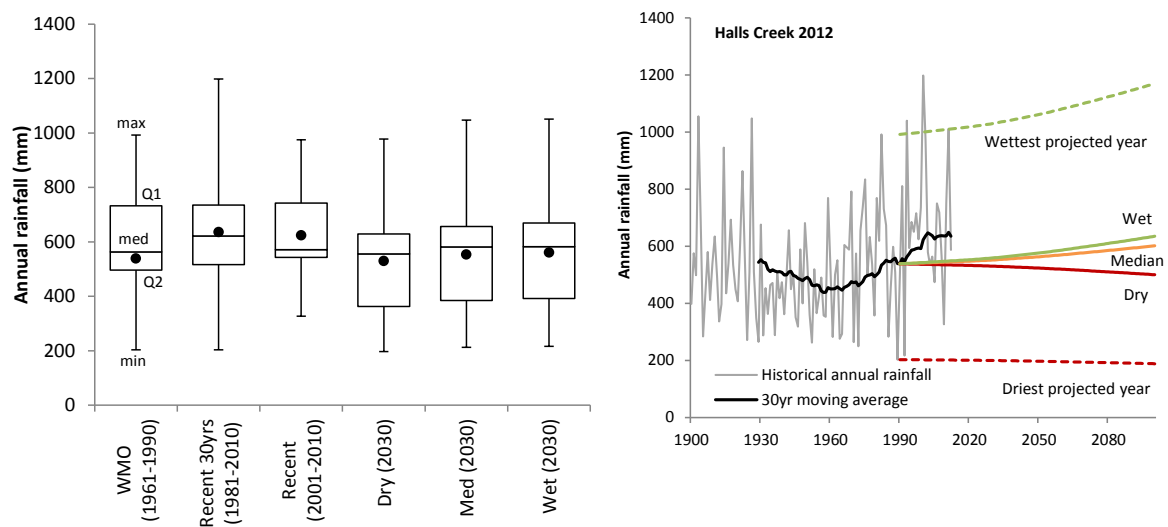 Annual rainfall (mm)
1400
1200
1000
800
600
400
200
0
max
Q1
med
Q2
min
WMO
(1961-1990)
Recent 30yrs
(1981-2010)
Recent
(2001-2010)
Dry (2030)
Med (2030)
Wet (2030)
Halls Creek 2012
Annual rainfall (mm)
1400
1200
1000
800
600
400
200
0
Wettest projected year
Wet
Median
Dry
Historical annual rainfall
30yr moving average
Driest projected year
1900 1930 1960 1990 2020 2050 2080